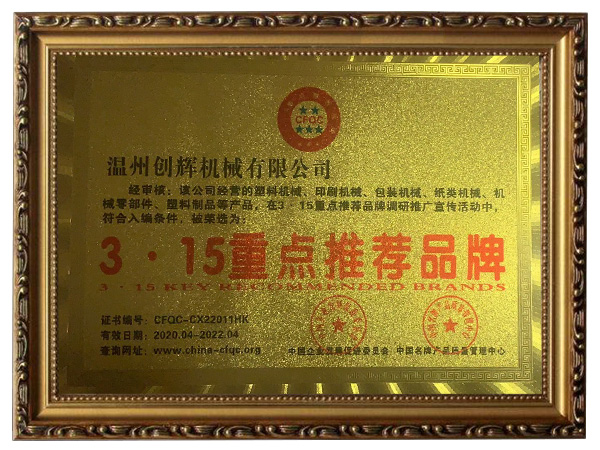 CFQC
温州创辉机械有限公司
经审核：该公司经营的塑料机械、印刷机械、包装机械、纸类机械、机
械零部件、塑料制品等产品，在3·15重点推荐品牌调研推广宣传活动中，
符合入编条件，被荣选为：
3·15重点推荐品牌
3·15 KEY RECOMMENDED BRANDS
证书编号：CFQC-CX22011HK
有效日期：2020.04-2022.04
查询网址：www.china-cfqc.org
中国企业发展促进委员会 中国名牌产品质量管理中心